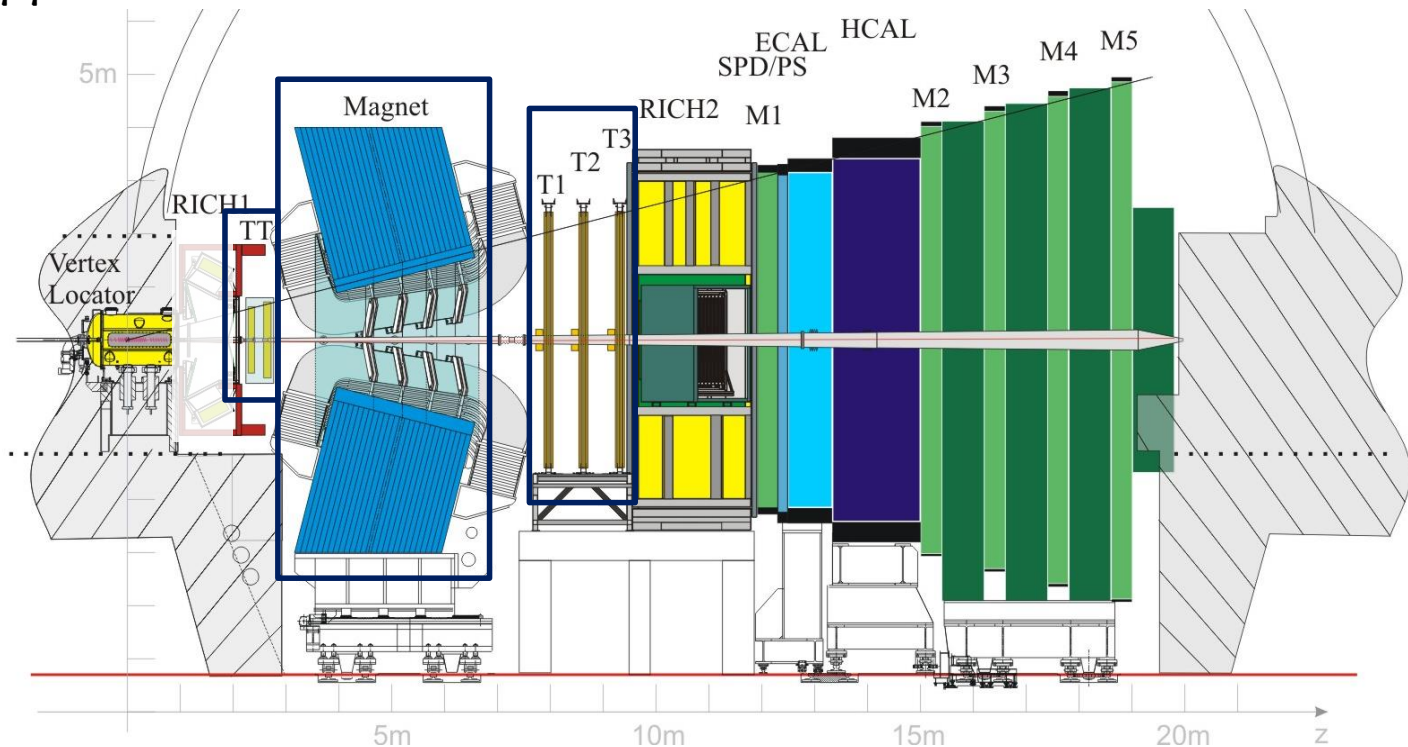 ECAL
HCAL
SPD/PS
M1
M2
M3
M4
M5
5m
Magnet
RICH2
T1
T2
T3
RICH1
TT
Vertex
Locator
5m
10m
15m
20m
z